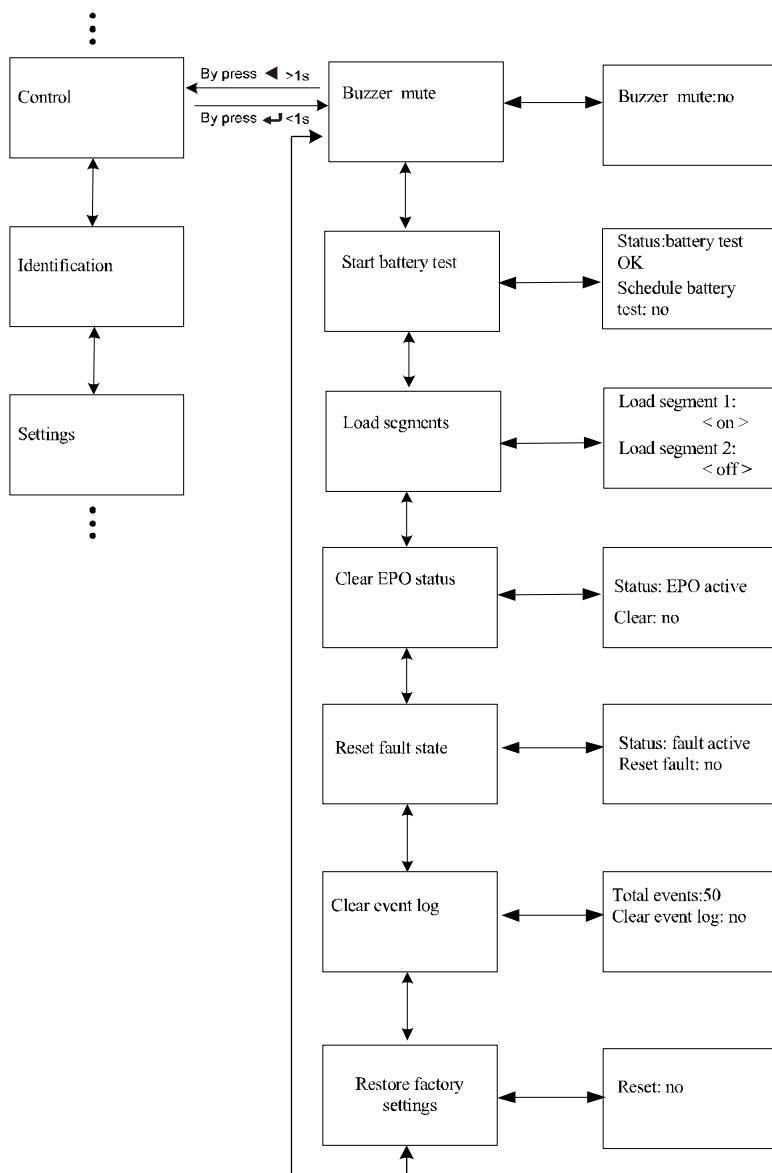 Control
By press ◀ >1s
By press ↵ <1s
Buzzer mute
Buzzer mute:no
Identification
Start battery test
Status:battery test
OK
Schedule battery
test: no
Settings
Load segments
Load segment 1:
< on >
Load segment 2:
< off >
Clear EPO status
Status: EPO active
Clear: no
Reset fault state
Status: fault active
Reset fault: no
Clear event log
Total events:50
Clear event log: no
Restore factory
settings
Reset: no